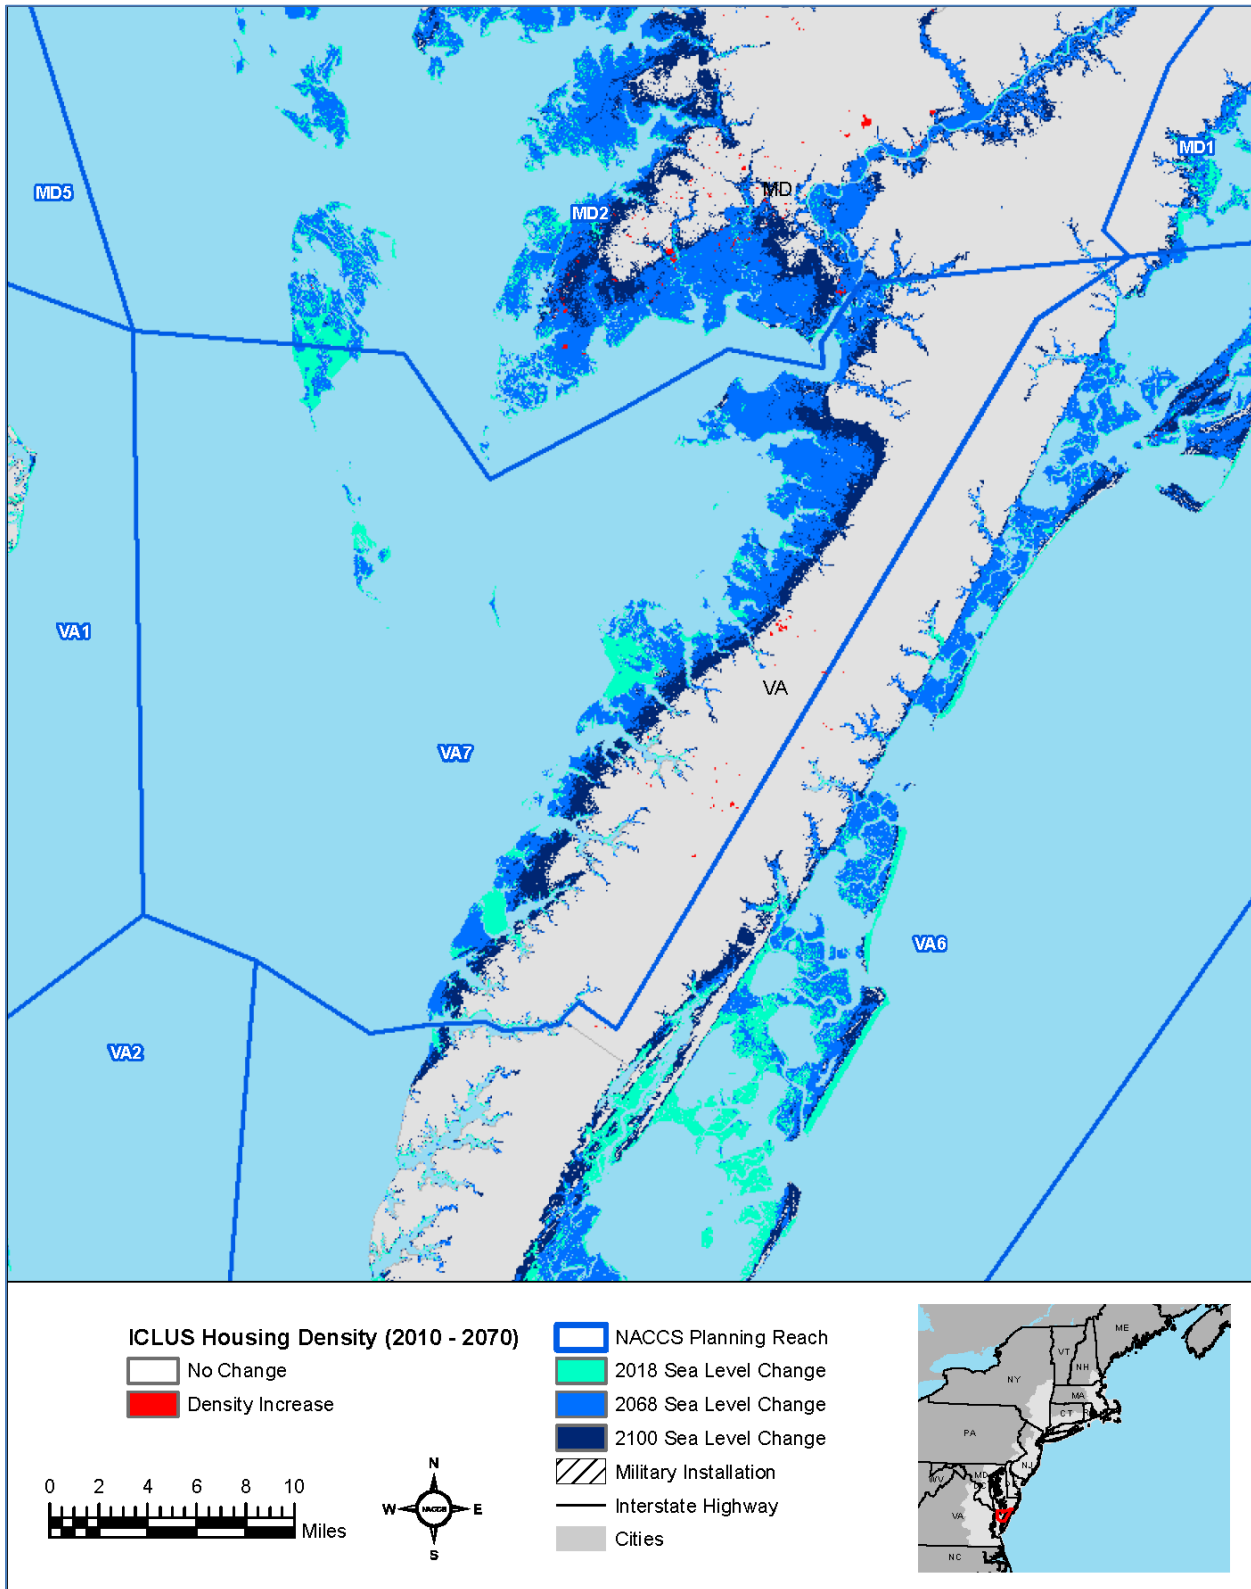 MD1
MD
MD5
MD2
VA1
VA
VA7
VA6
VA2
ICLUS Housing Density (2010 - 2070)
No Change
Density Increase
NACCS Planning Reach
2018 Sea Level Change
2068 Sea Level Change
2100 Sea Level Change
Military Installation
Interstate Highway
Cities
0 2 4 6 8 10
Miles
N
W NACCS E
S
ME
VT
NH
NY
MA
CT R
PA
NJ
WV MD
VA
NC